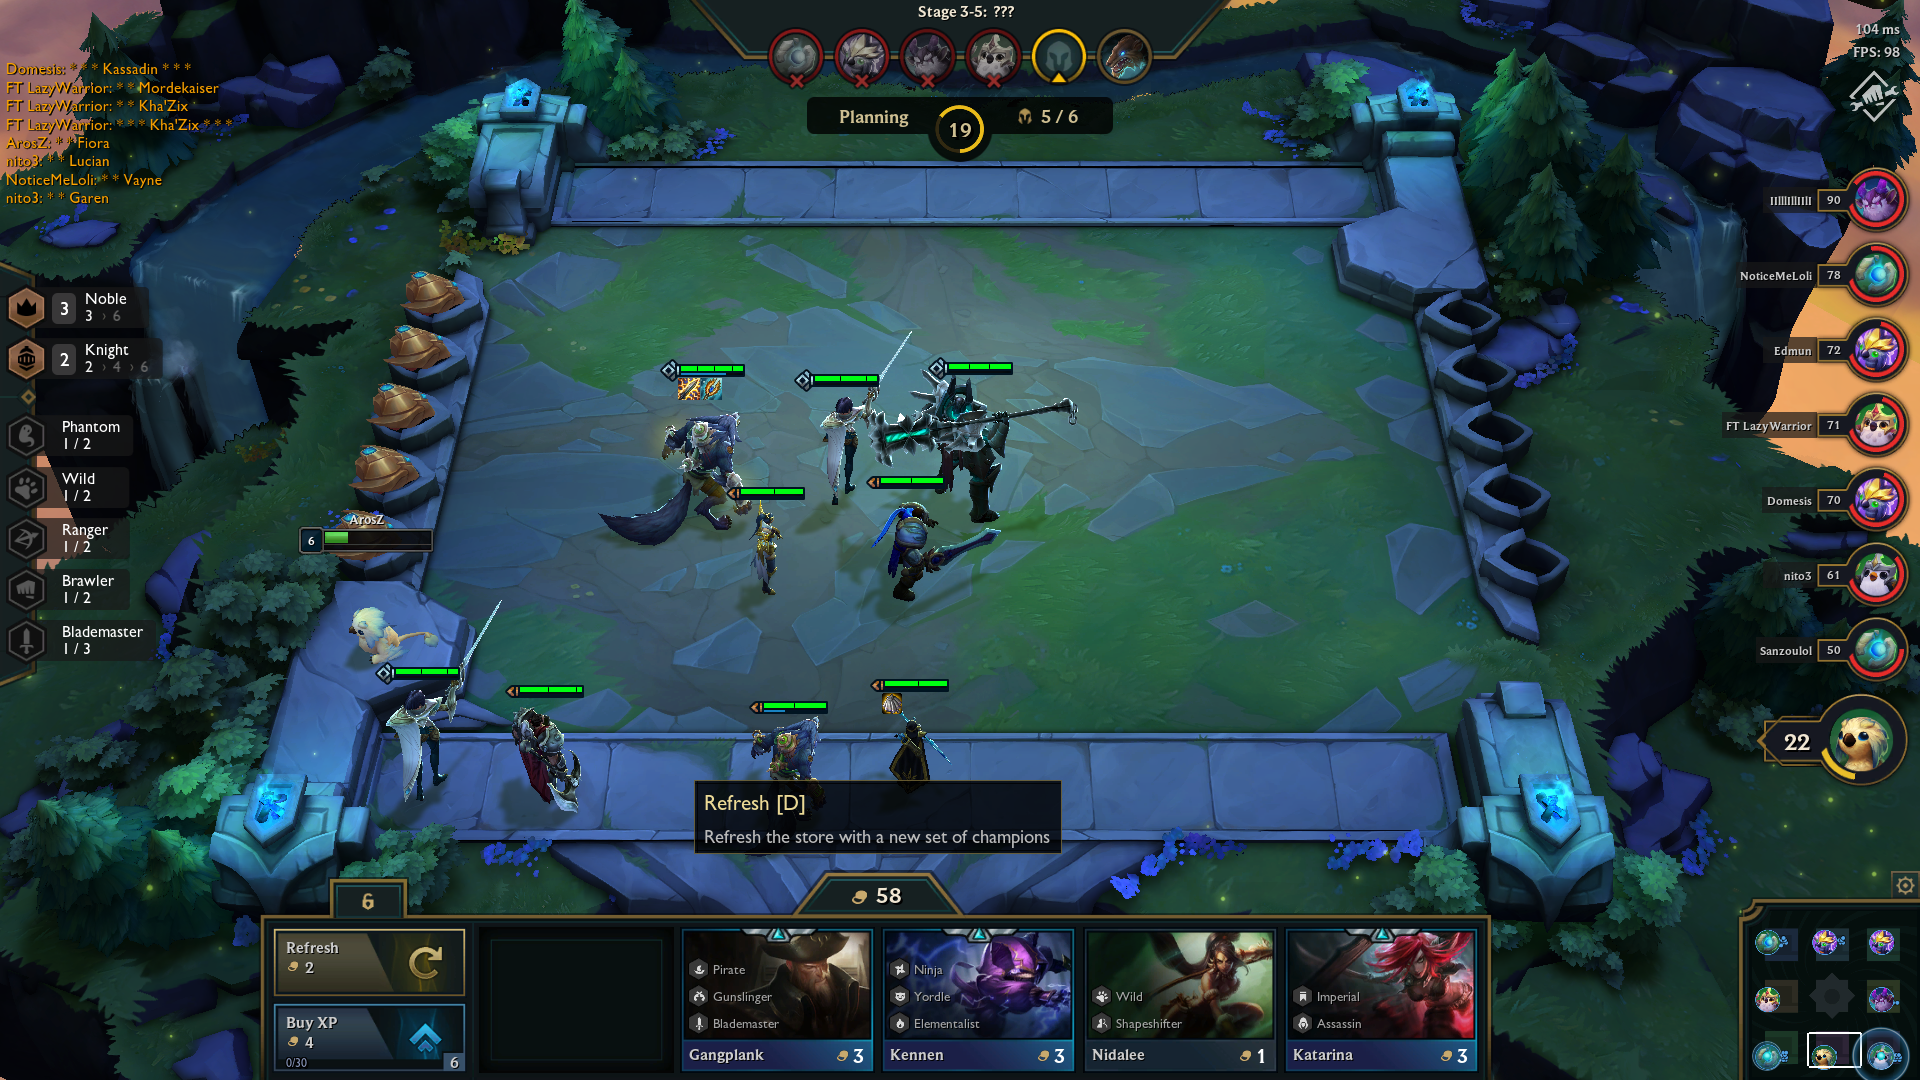 Stage 3-5: ???
104 ms
FPS: 98
Domesis: * * * Kassadin * * *
FT LazyWarrior: * * Mordekaiser
FT LazyWarrior: * * Kha'Zix
FT LazyWarrior: * * * Kha'Zix * * *
ArosZ: * * Fiora
nito3: * * Lucian
NoticeMeLoli: * * Vayne
nito3: * * Garen
Planning
19
5 / 6
90
NoticeMeLoli 78
Edmun 72
FT LazyWarrior 71
Domesis 70
nito3 61
Sanzoulol 50
22
3 Noble
3 › 6
2 Knight
2 › 4 › 6
Phantom
1 / 2
Wild
1 / 2
Ranger
1 / 2
Brawler
1 / 2
Blademaster
1 / 3
ArosZ
6
Refresh [D]
Refresh the store with a new set of champions
6
58
Refresh
2
Buy XP
4
0/30
6
Pirate
Gunslinger
Blademaster
Gangplank 3
Ninja
Yordle
Elementalist
Kennen 3
Wild
Shapeshifter
Nidalee 1
Imperial
Assassin
Katarina 3